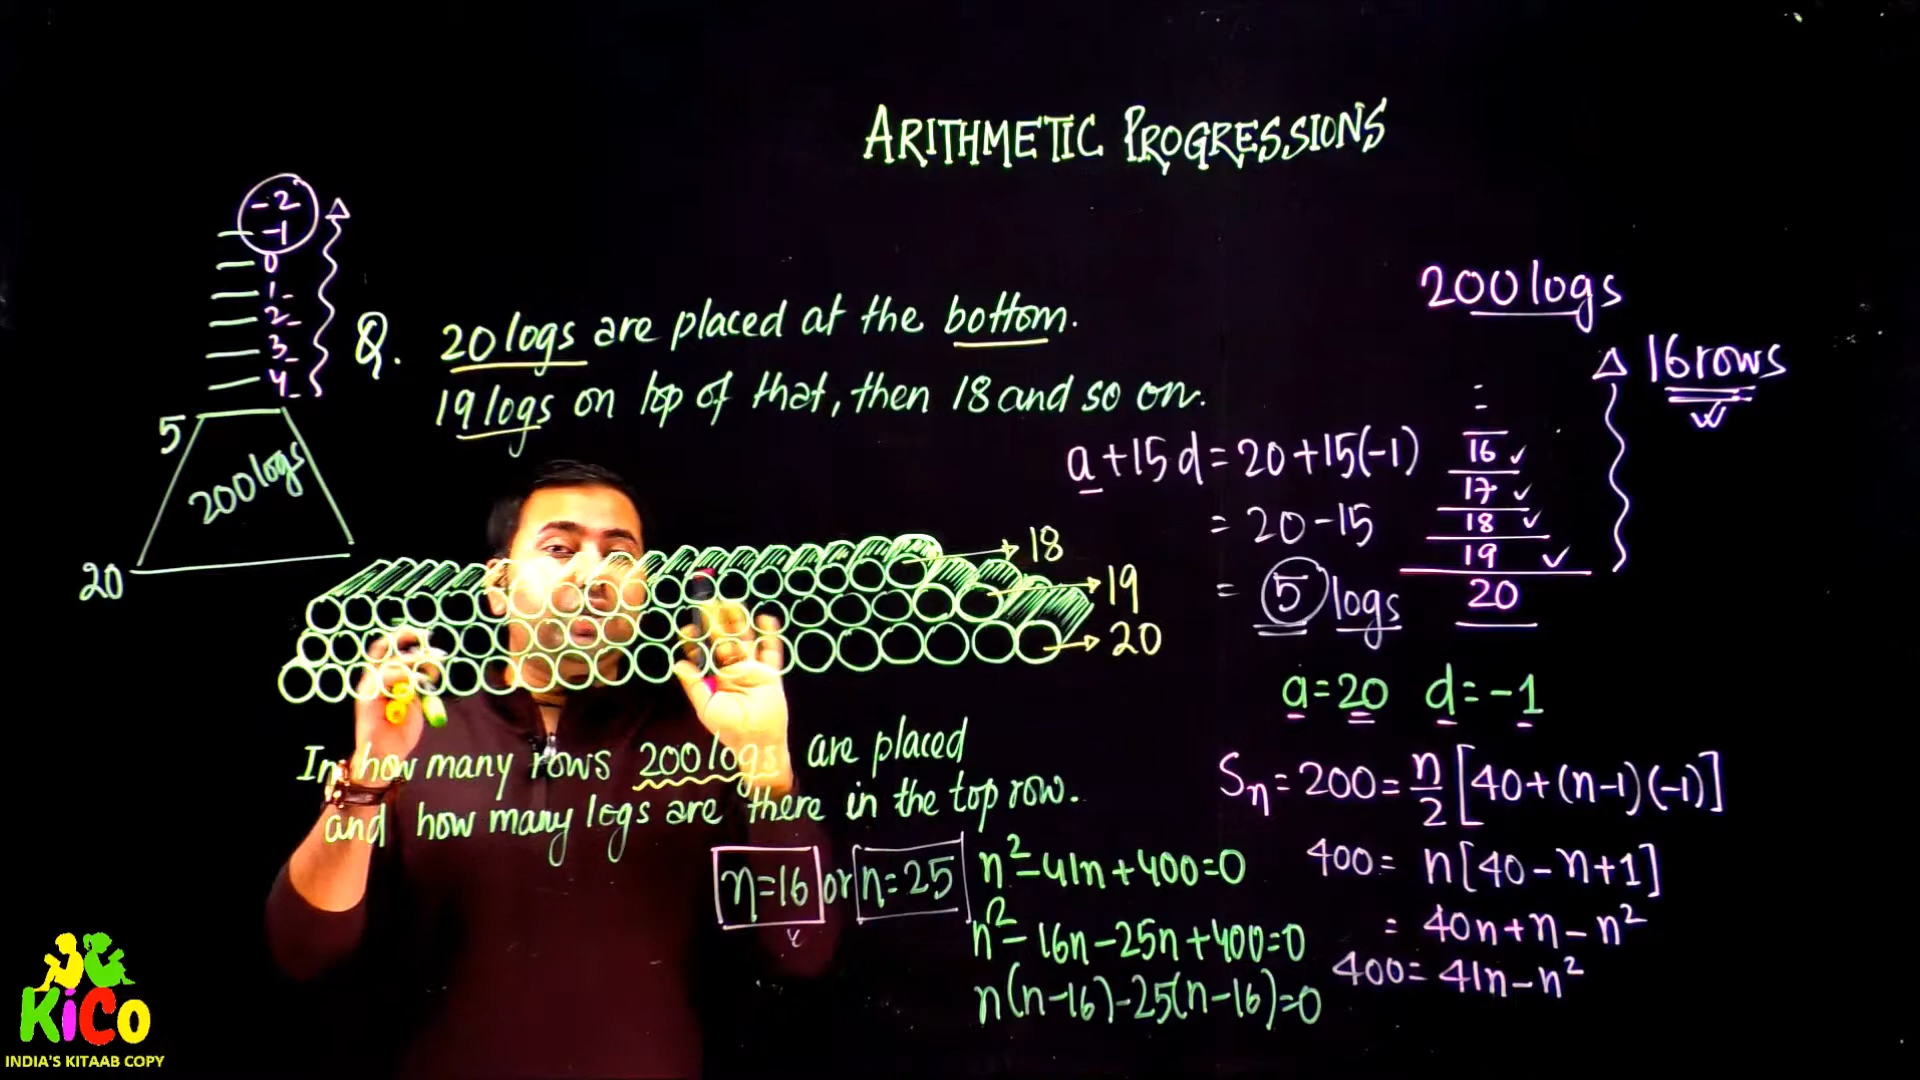 ARITHMETIC PROGRESSIONS
-2
-1
0
1
2
3
4
5
200 logs
20
Q. 20 logs are placed at the bottom.
19 logs on top of that, then 18 and so on.
18
19
20
In how many rows 200 logs are placed
and how many logs are there in the top row.
200 logs
16 rows
16 ✓
17 ✓
18 ✓
19 ✓
20
a+15d=20+15(-1)
= 20-15
= 5 logs
a=20 d=-1
Sn=200=n/2[40+(n-1)(-1)]
400= n[40-n+1]
= 40n+n-n²
400=41n-n²
n²-41n+400=0
n²-16n-25n+400=0
n(n-16)-25(n-16)=0
n=16 or n=25
KiCo
INDIA'S KITAAB COPY